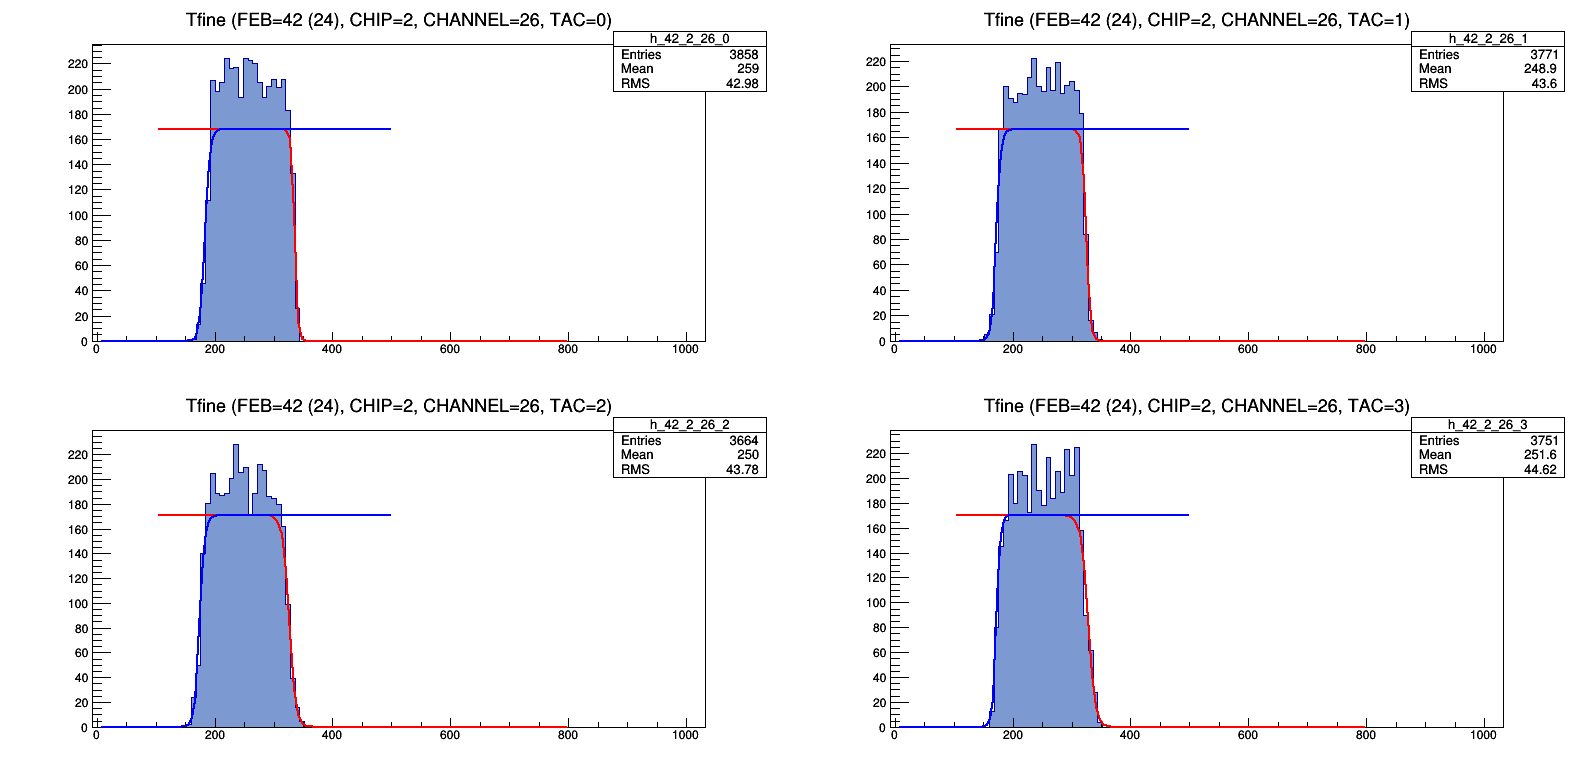 Tfine (FEB=42 (24), CHIP=2, CHANNEL=26, TAC=0)
h_42_2_26_0
Entries 3858
Mean 259
RMS 42.98
220
200
180
160
140
120
100
80
60
40
20
0
0 200 400 600 800 1000
Tfine (FEB=42 (24), CHIP=2, CHANNEL=26, TAC=1)
h_42_2_26_1
Entries 3771
Mean 248.9
RMS 43.6
220
200
180
160
140
120
100
80
60
40
20
0
0 200 400 600 800 1000
Tfine (FEB=42 (24), CHIP=2, CHANNEL=26, TAC=2)
h_42_2_26_2
Entries 3664
Mean 250
RMS 43.78
220
200
180
160
140
120
100
80
60
40
20
0
0 200 400 600 800 1000
Tfine (FEB=42 (24), CHIP=2, CHANNEL=26, TAC=3)
h_42_2_26_3
Entries 3751
Mean 251.6
RMS 44.62
220
200
180
160
140
120
100
80
60
40
20
0
0 200 400 600 800 1000